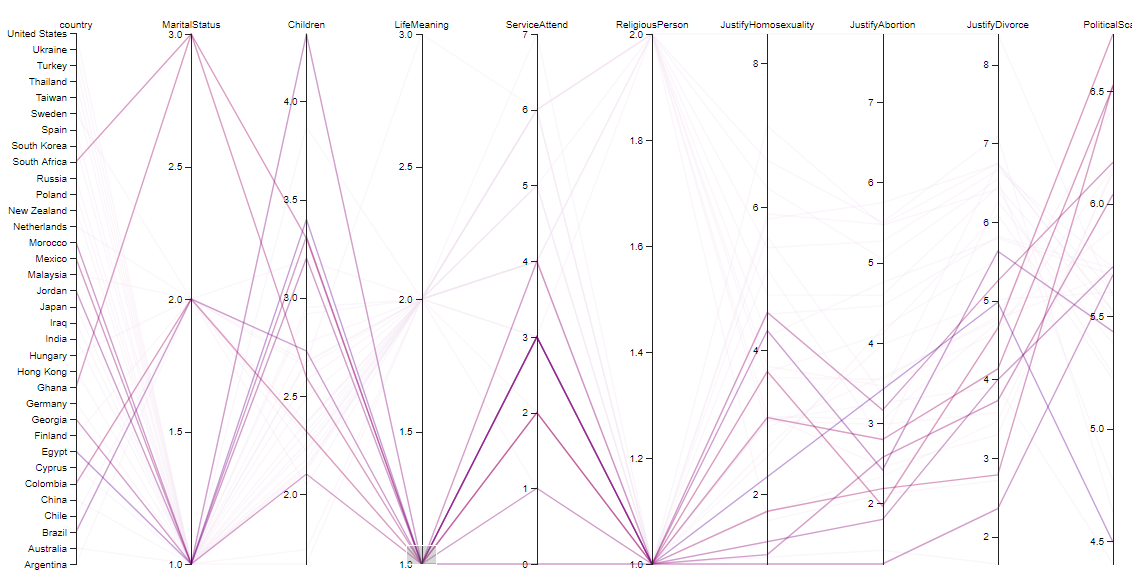 country MaritalStatus Children LifeMeaning ServiceAttend ReligiousPerson JustifyHomosexuality JustifyAbortion JustifyDivorce PoliticalSca
United States
Ukraine
Turkey
Thailand
Taiwan
Sweden
Spain
South Korea
South Africa
Russia
Poland
New Zealand
Netherlands
Morocco
Mexico
Malaysia
Jordan
Japan
Iraq
India
Hungary
Hong Kong
Ghana
Germany
Georgia
Finland
Egypt
Cyprus
Colombia
China
Chile
Brazil
Australia
Argentina
3.0
2.5
2.0
1.5
1.0
4.0
3.5
3.0
2.5
2.0
3.0
2.5
2.0
1.5
1.0
7
6
5
4
3
2
1
0
2.0
1.8
1.6
1.4
1.2
1.0
8
6
4
2
7
6
5
4
3
2
8
7
6
5
4
3
2
6.5
6.0
5.5
5.0
4.5